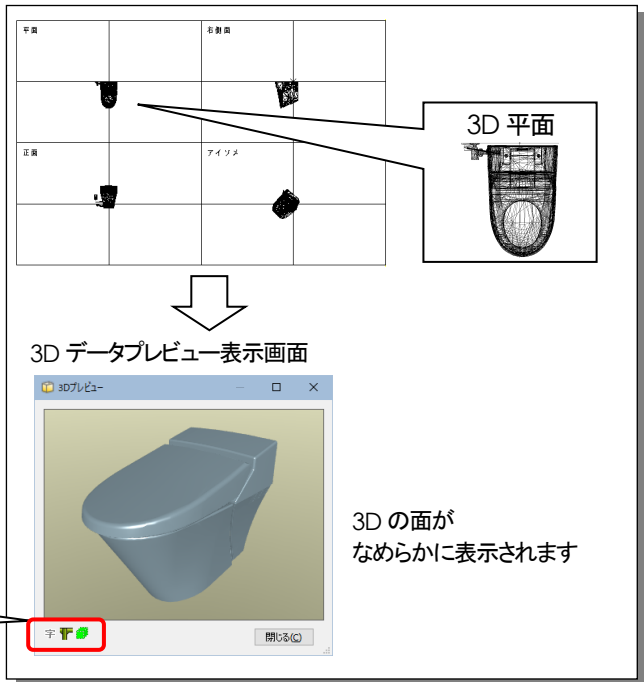 平面
右側面
3D 平面
正面
アイソメ
3D データプレビュー表示画面
3Dプレビュー
3D の面が
なめらかに表示されます
字
閉じる(C)